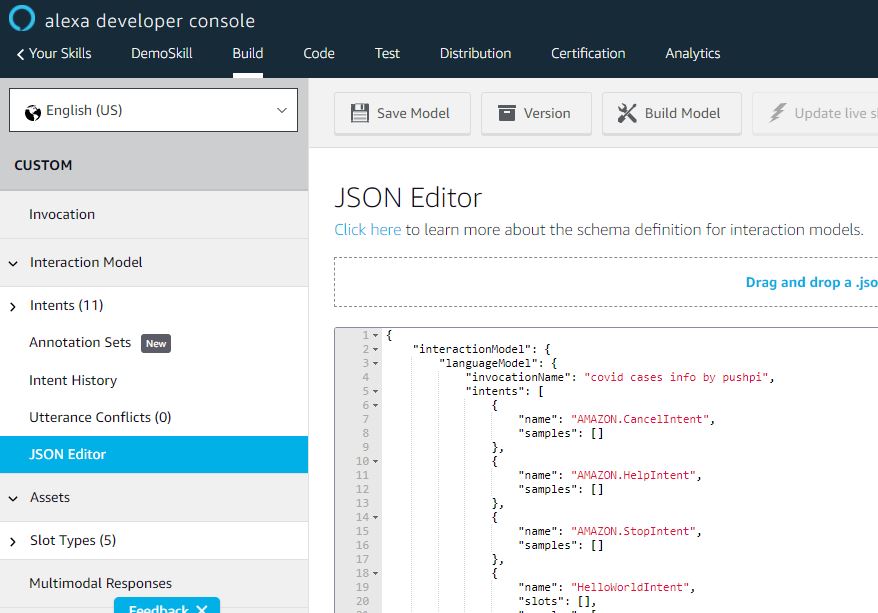 alexa developer console
Your Skills DemoSkill Build Code Test Distribution Certification Analytics
English (US)
Save Model Version Build Model Update live s
CUSTOM
Invocation
Interaction Model
Intents (11)
Annotation Sets New
Intent History
Utterance Conflicts (0)
JSON Editor
Assets
Slot Types (5)
Multimodal Responses
Feedback X
JSON Editor
Click here to learn more about the schema definition for interaction models.
Drag and drop a .jso
1 {
2 "interactionModel": {
3 "languageModel": {
4 "invocationName": "covid cases info by pushpi",
5 "intents": [
6 {
7 "name": "AMAZON.CancelIntent",
8 "samples": []
9 },
10 {
11 "name": "AMAZON.HelpIntent",
12 "samples": []
13 },
14 {
15 "name": "AMAZON.StopIntent",
16 "samples": []
17 },
18 {
19 "name": "HelloWorldIntent",
20 "slots": [],